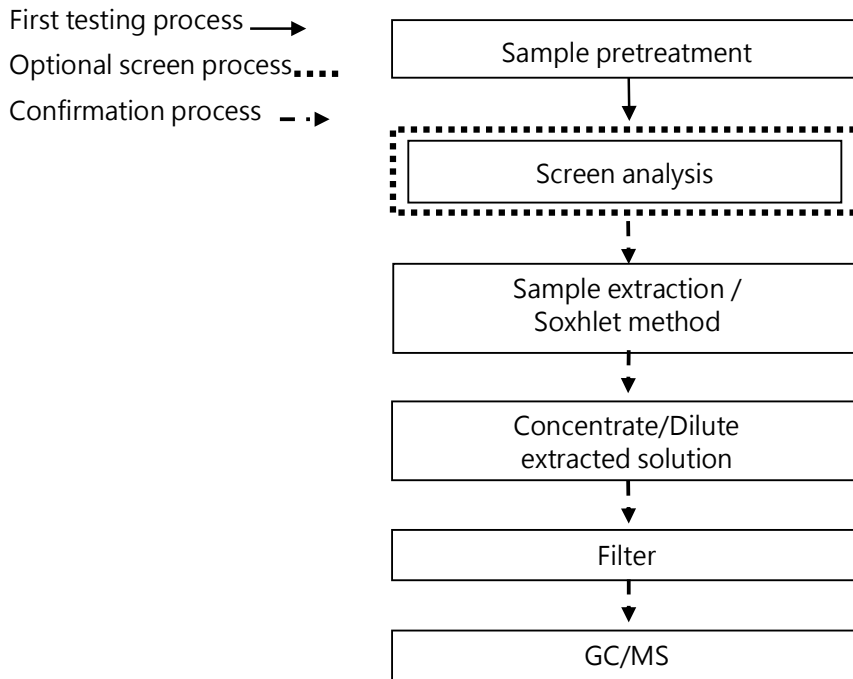 First testing process
Optional screen process
Confirmation process
Sample pretreatment
Screen analysis
Sample extraction /
Soxhlet method
Concentrate/Dilute
extracted solution
Filter
GC/MS